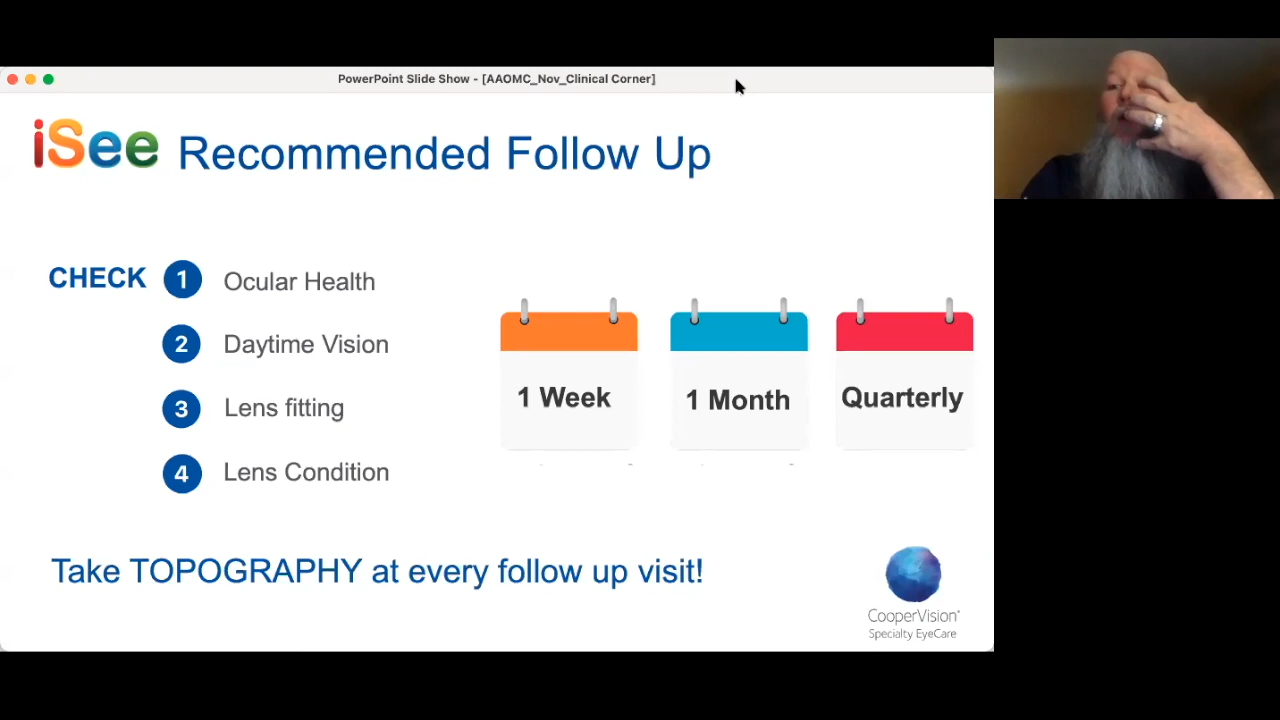 PowerPoint Slide Show - [AAOMC_Nov_Clinical Corner]
iSee Recommended Follow Up
CHECK 1 Ocular Health
2 Daytime Vision
3 Lens fitting
4 Lens Condition
1 Week
1 Month
Quarterly
Take TOPOGRAPHY at every follow up visit!
CooperVision®
Specialty EyeCare